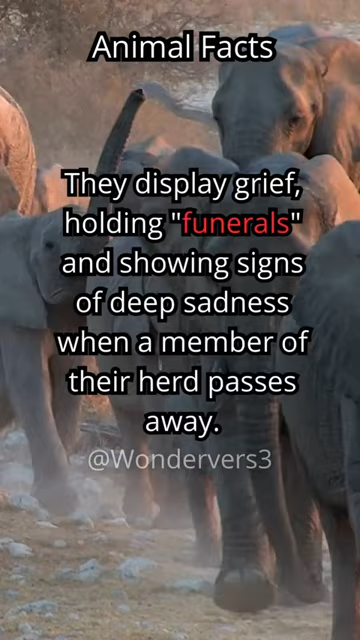 Animal Facts
They display grief,
holding "funerals"
and showing signs
of deep sadness
when a member of
their herd passes
away.
@Wondervers3